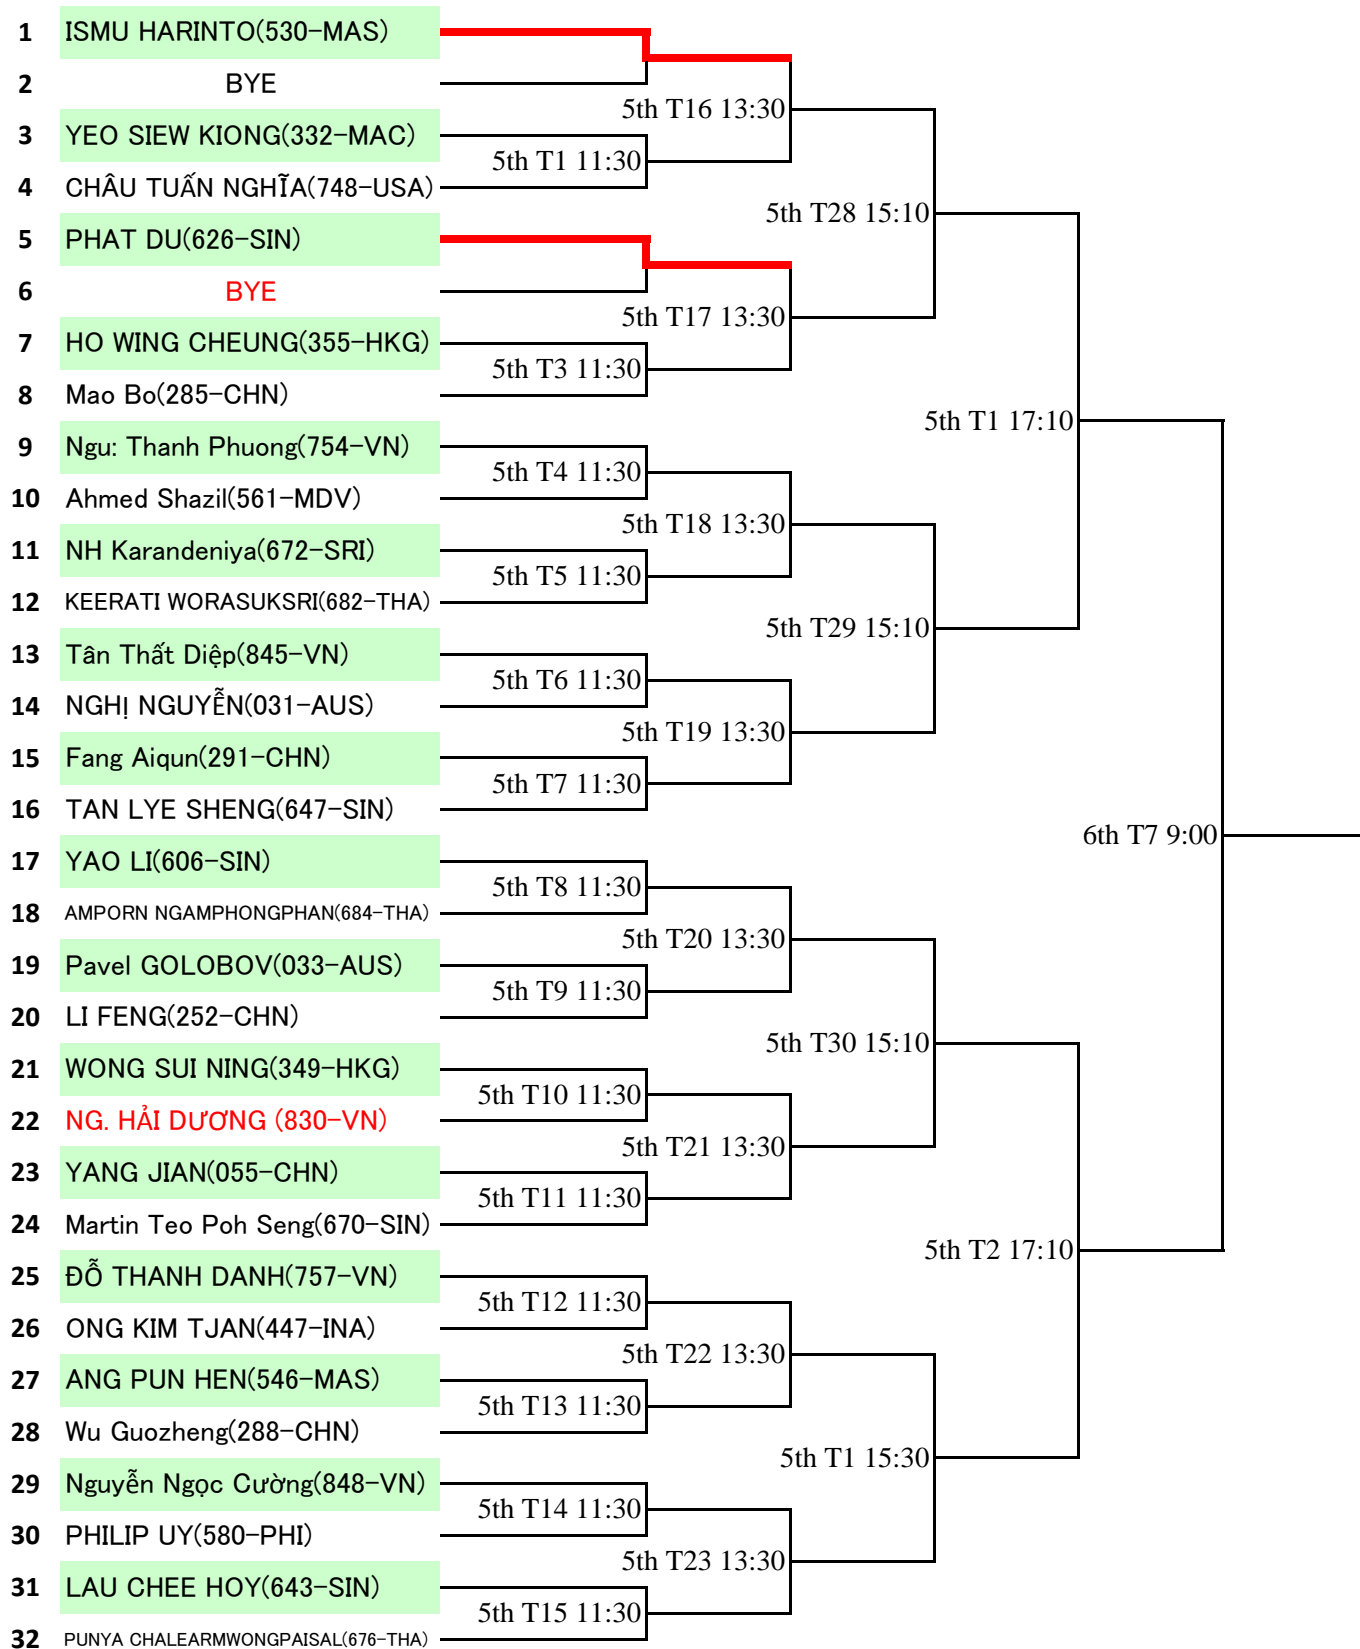 1 ISMU HARINTO(530-MAS)
2 BYE
5th T16 13:30
3 YEO SIEW KIONG(332-MAC)
5th T1 11:30
4 CHÂU TUẤN NGHĨA(748-USA)
5th T28 15:10
5 PHAT DU(626-SIN)
6 BYE
5th T17 13:30
7 HO WING CHEUNG(355-HKG)
5th T3 11:30
8 Mao Bo(285-CHN)
5th T1 17:10
9 Ngu: Thanh Phuong(754-VN)
5th T4 11:30
10 Ahmed Shazil(561-MDV)
5th T18 13:30
11 NH Karandeniya(672-SRI)
5th T5 11:30
12 KEERATI WORASUKSRI(682-THA)
5th T29 15:10
13 Tân Thất Diệp(845-VN)
5th T6 11:30
14 NGHỊ NGUYỄN(031-AUS)
5th T19 13:30
15 Fang Aiqun(291-CHN)
5th T7 11:30
16 TAN LYE SHENG(647-SIN)
6th T7 9:00
17 YAO LI(606-SIN)
5th T8 11:30
18 AMPORN NGAMPHONGPHAN(684-THA)
5th T20 13:30
19 Pavel GOLOBOV(033-AUS)
5th T9 11:30
20 LI FENG(252-CHN)
5th T30 15:10
21 WONG SUI NING(349-HKG)
5th T10 11:30
22 NG. HẢI DƯƠNG (830-VN)
5th T21 13:30
23 YANG JIAN(055-CHN)
5th T11 11:30
24 Martin Teo Poh Seng(670-SIN)
5th T2 17:10
25 ĐỖ THANH DANH(757-VN)
5th T12 11:30
26 ONG KIM TJAN(447-INA)
5th T22 13:30
27 ANG PUN HEN(546-MAS)
5th T13 11:30
28 Wu Guozheng(288-CHN)
5th T1 15:30
29 Nguyễn Ngọc Cường(848-VN)
5th T14 11:30
30 PHILIP UY(580-PHI)
5th T23 13:30
31 LAU CHEE HOY(643-SIN)
5th T15 11:30
32 PUNYA CHALEARMWONGPAISAL(676-THA)